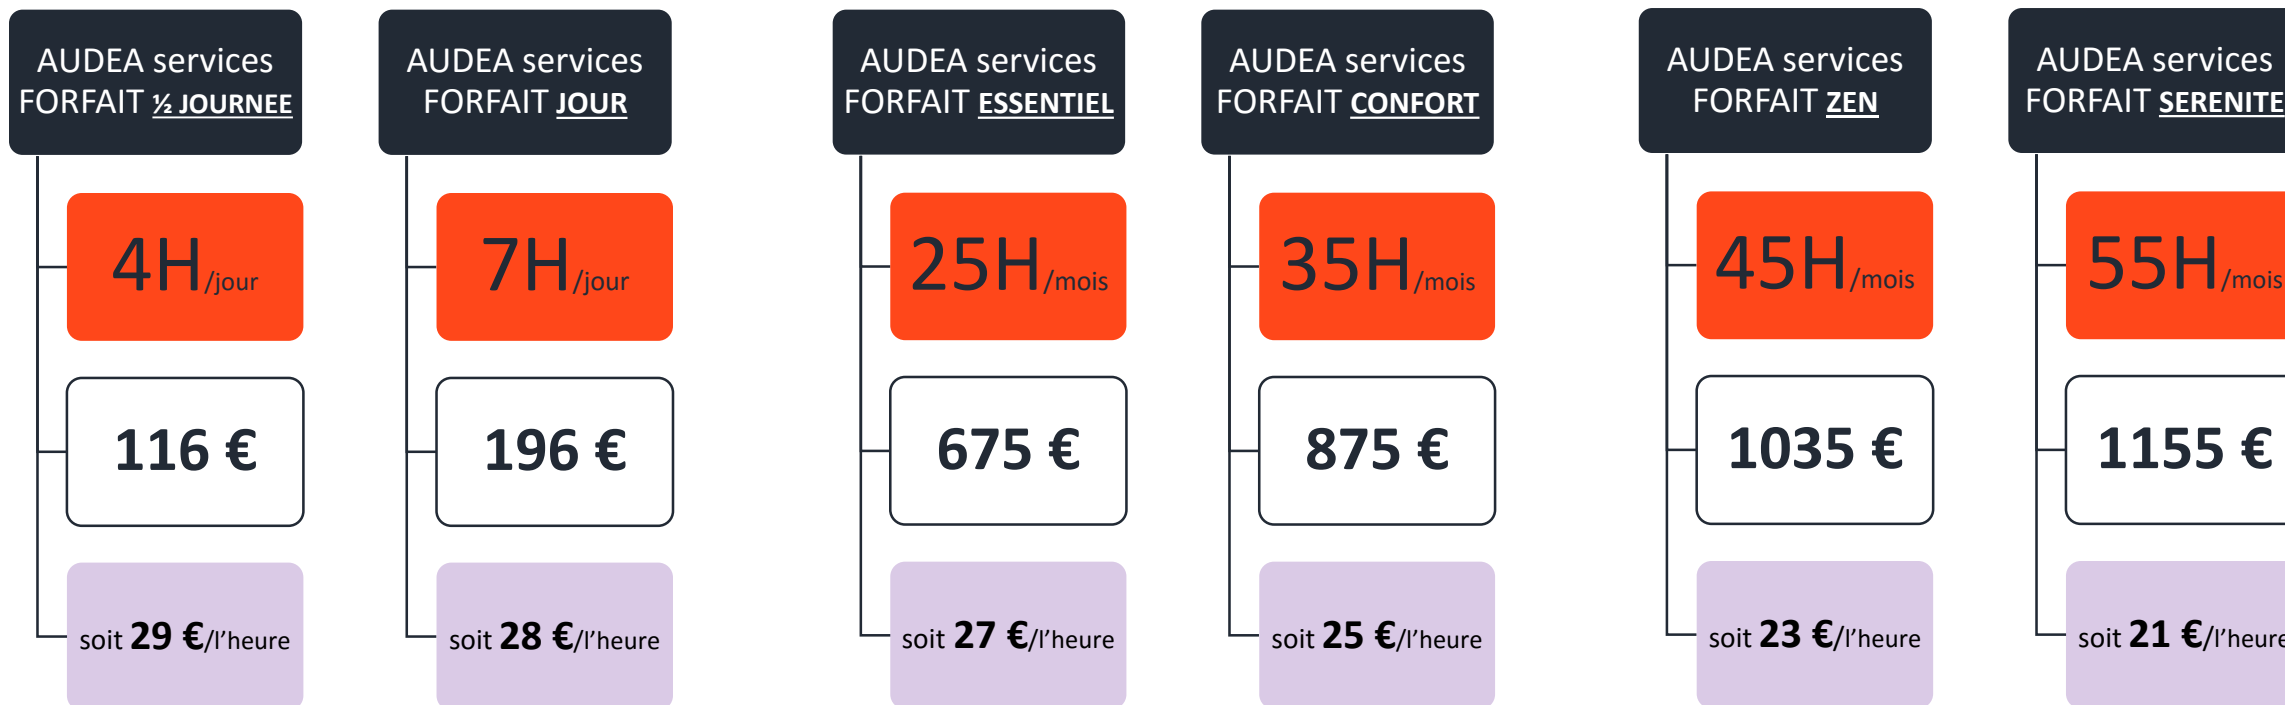 AUDEA services
FORFAIT ½ JOURNEE
4H/jour
116 €
soit 29 €/l’heure
AUDEA services
FORFAIT JOUR
7H/jour
196 €
soit 28 €/l’heure
AUDEA services
FORFAIT ESSENTIEL
25H/mois
675 €
soit 27 €/l’heure
AUDEA services
FORFAIT CONFORT
35H/mois
875 €
soit 25 €/l’heure
AUDEA services
FORFAIT ZEN
45H/mois
1035 €
soit 23 €/l’heure
AUDEA services
FORFAIT SERENITE
55H/mois
1155 €
soit 21 €/l’heure